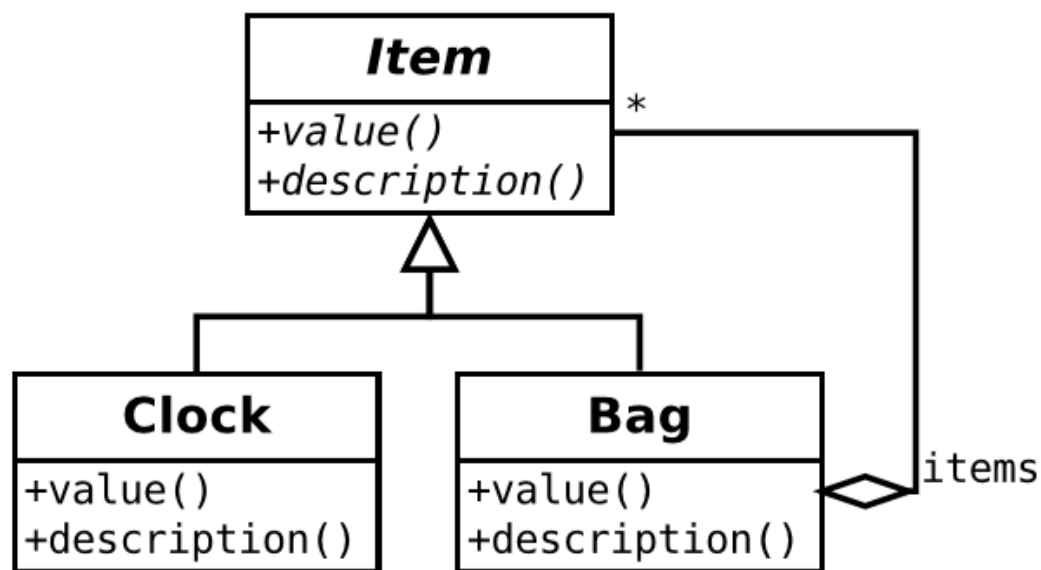 Item
*
+value()
+description()
Clock
Bag
items
+value()
+description()
+value()
+description()